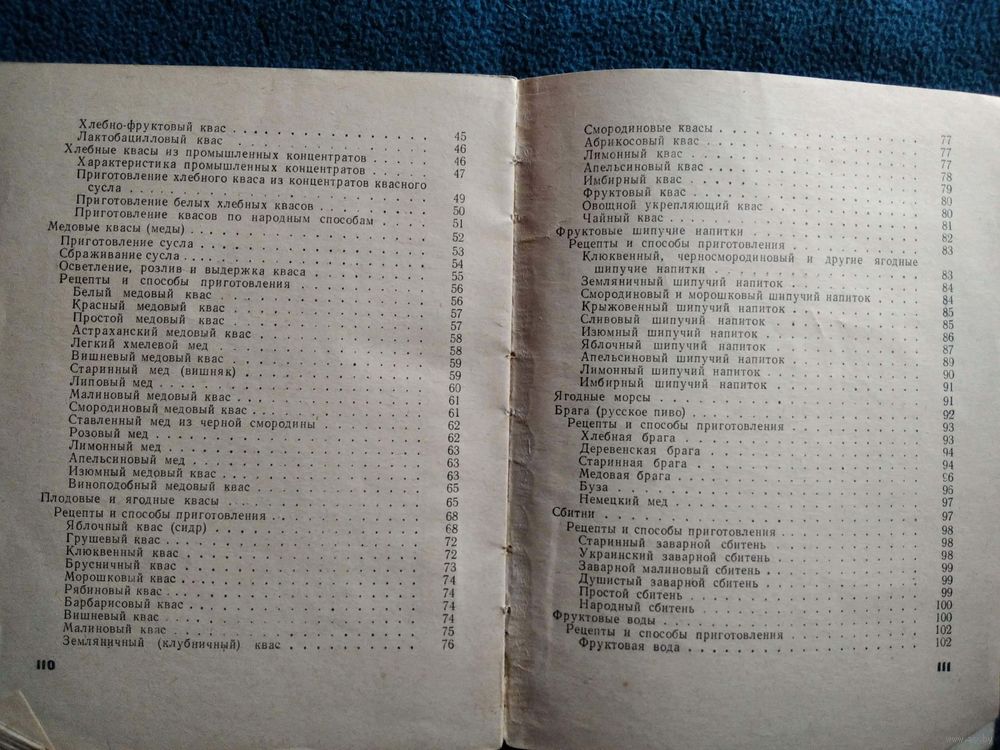 Хлебно-фруктовый квас . . . . . 45
Лактобацилловый квас . . . . . 46
Хлебные квасы из промышленных концентратов . . . . . 46
Характеристика промышленных концентратов . . . . . 47
Приготовление хлебного кваса из концентратов квасного
сусла . . . . . 49
Приготовление белых хлебных квасов . . . . . 50
Приготовление квасов по народным способам . . . . . 51
Медовые квасы (меды) . . . . . 52
Приготовление сусла . . . . . 53
Сбраживание сусла . . . . . 54
Осветление, розлив и выдержка кваса . . . . . 55
Рецепты и способы приготовления . . . . . 56
Белый медовый квас . . . . . 56
Красный медовый квас . . . . . 57
Простой медовый квас . . . . . 57
Астраханский медовый квас . . . . . 58
Легкий хмелевой мед . . . . . 58
Вишневый медовый квас . . . . . 59
Старинный мед (вишняк) . . . . . 59
Липовый мед . . . . . 60
Малиновый медовый квас . . . . . 61
Смородиновый медовый квас . . . . . 61
Ставленный мед из черной смородины . . . . . 62
Розовый мед . . . . . 62
Лимонный мед . . . . . 63
Апельсиновый мед . . . . . 63
Изюмный медовый квас . . . . . 63
Виноподобный медовый квас . . . . . 65
Плодовые и ягодные квасы . . . . . 65
Рецепты и способы приготовления . . . . . 68
Яблочный квас (сидр) . . . . . 68
Грушевый квас . . . . . 72
Клюквенный квас . . . . . 72
Брусничный квас . . . . . 73
Морошковый квас . . . . . 74
Рябиновый квас . . . . . 74
Барбарисовый квас . . . . . 74
Вишневый квас . . . . . 74
Малиновый квас . . . . . 75
Земляничный (клубничный) квас . . . . . 76
110
Смородиновые квасы . . . . . 77
Абрикосовый квас . . . . . 77
Лимонный квас . . . . . 77
Апельсиновый квас . . . . . 78
Имбирный квас . . . . . 79
Фруктовый квас . . . . . 80
Овощной укрепляющий квас . . . . . 80
Чайный квас . . . . . 81
Фруктовые шипучие напитки . . . . . 82
Рецепты и способы приготовления . . . . . 83
Клюквенный, черносмородиновый и другие ягодные
шипучие напитки . . . . . 83
Земляничный шипучий напиток . . . . . 84
Смородиновый и морошковый шипучий напиток . . . . . 84
Крыжовенный шипучий напиток . . . . . 85
Сливовый шипучий напиток . . . . . 85
Изюмный шипучий напиток . . . . . 86
Яблочный шипучий напиток . . . . . 87
Апельсиновый шипучий напиток . . . . . 89
Лимонный шипучий напиток . . . . . 90
Имбирный шипучий напиток . . . . . 91
Ягодные морсы . . . . . 91
Брага (русское пиво) . . . . . 92
Рецепты и способы приготовления . . . . . 93
Хлебная брага . . . . . 93
Деревенская брага . . . . . 94
Старинная брага . . . . . 94
Медовая брага . . . . . 96
Буза . . . . . 96
Немецкий мед . . . . . 97
Сбитни . . . . . 97
Рецепты и способы приготовления . . . . . 98
Старинный заварной сбитень . . . . . 98
Украинский заварной сбитень . . . . . 98
Заварной малиновый сбитень . . . . . 99
Душистый заварной сбитень . . . . . 99
Простой сбитень . . . . . 99
Народный сбитень . . . . . 100
Фруктовые воды . . . . . 100
Рецепты и способы приготовления . . . . . 102
Фруктовая вода . . . . . 102
111